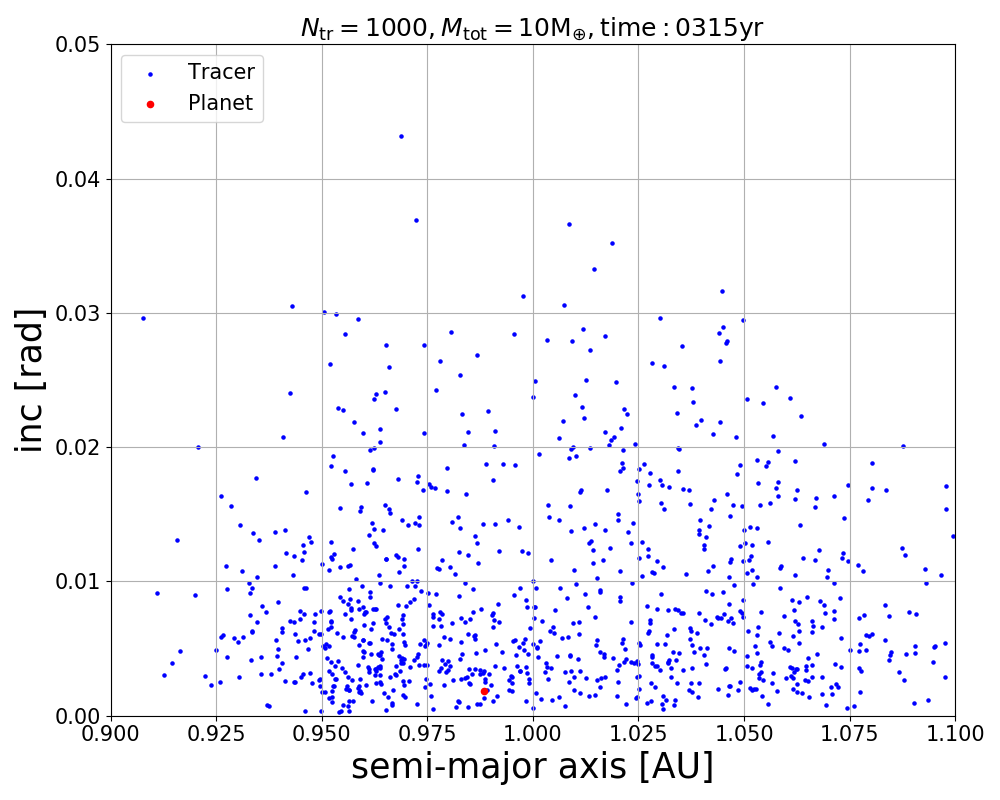 N_tr = 1000, M_tot = 10M_⊕, time : 0315yr
Tracer
Planet
0.05
0.04
0.03
0.02
0.01
0.00
inc [rad]
0.900 0.925 0.950 0.975 1.000 1.025 1.050 1.075 1.100
semi-major axis [AU]